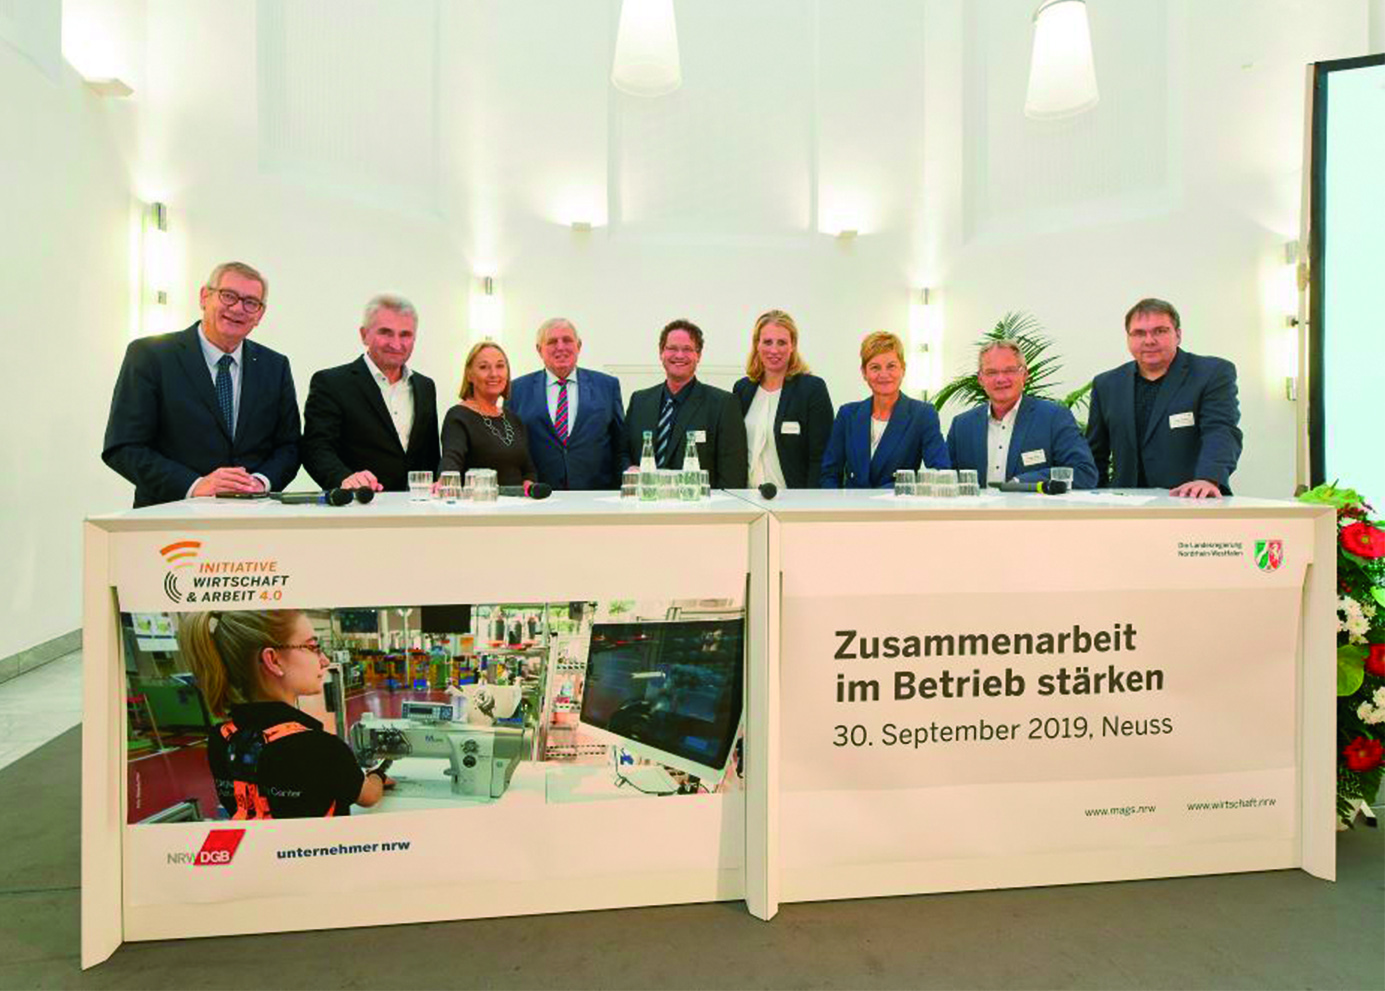 INITIATIVE
WIRTSCHAFT
& ARBEIT 4.0
Die Landesregierung
Nordrhein-Westfalen
Zusammenarbeit
im Betrieb stärken
30. September 2019, Neuss
www.mags.nrw
www.wirtschaft.nrw
Center
NRW DGB
unternehmer nrw